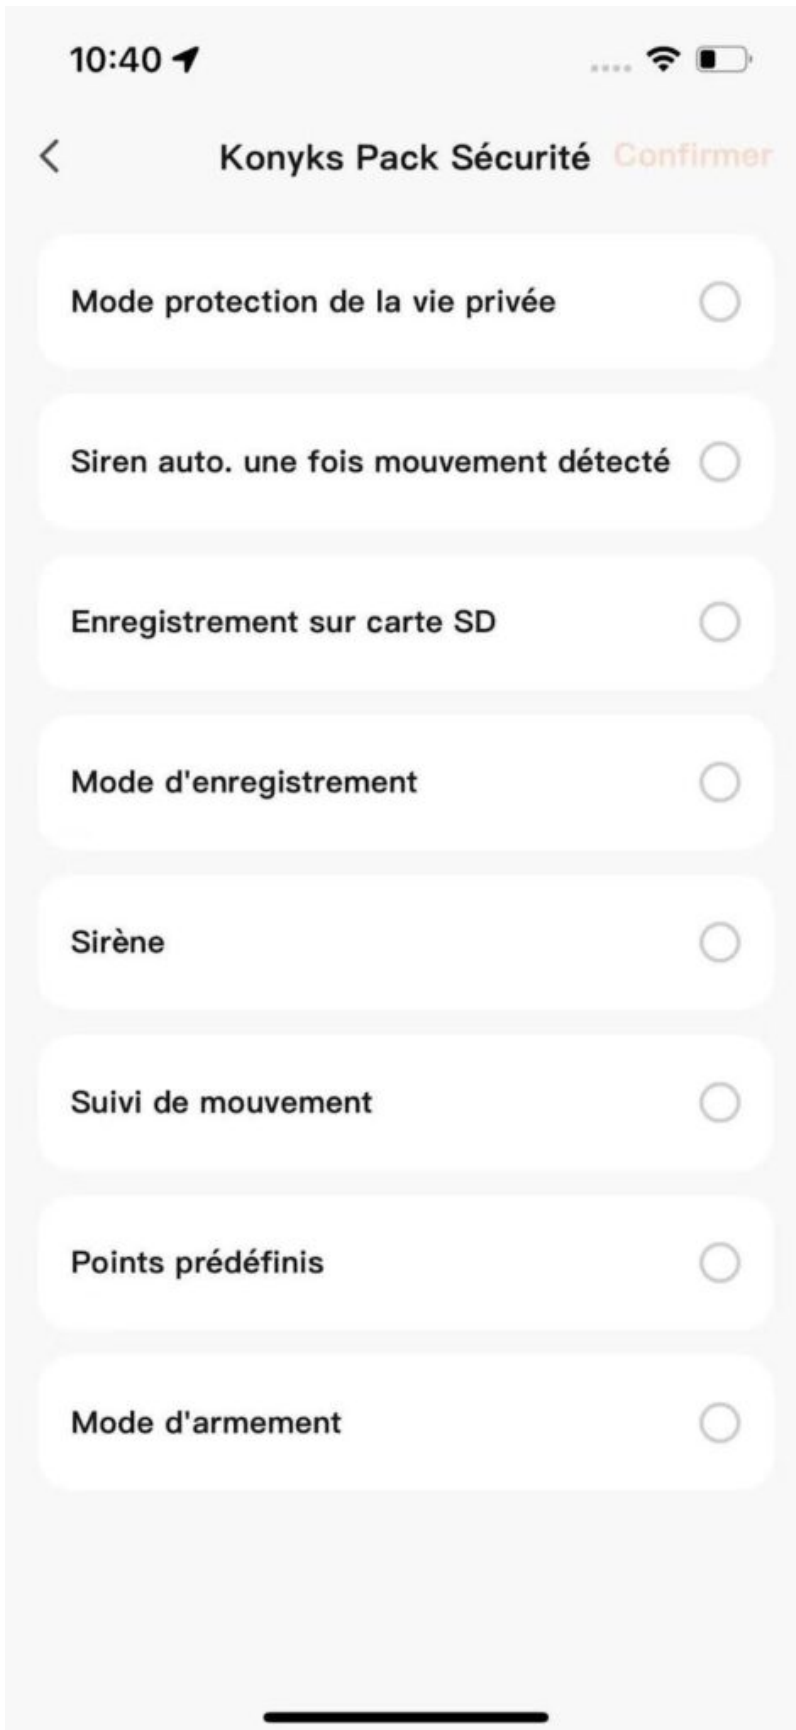 10:40
Konyks Pack Sécurité Confirmer
Mode protection de la vie privée
Siren auto. une fois mouvement détecté
Enregistrement sur carte SD
Mode d'enregistrement
Sirène
Suivi de mouvement
Points prédéfinis
Mode d'armement